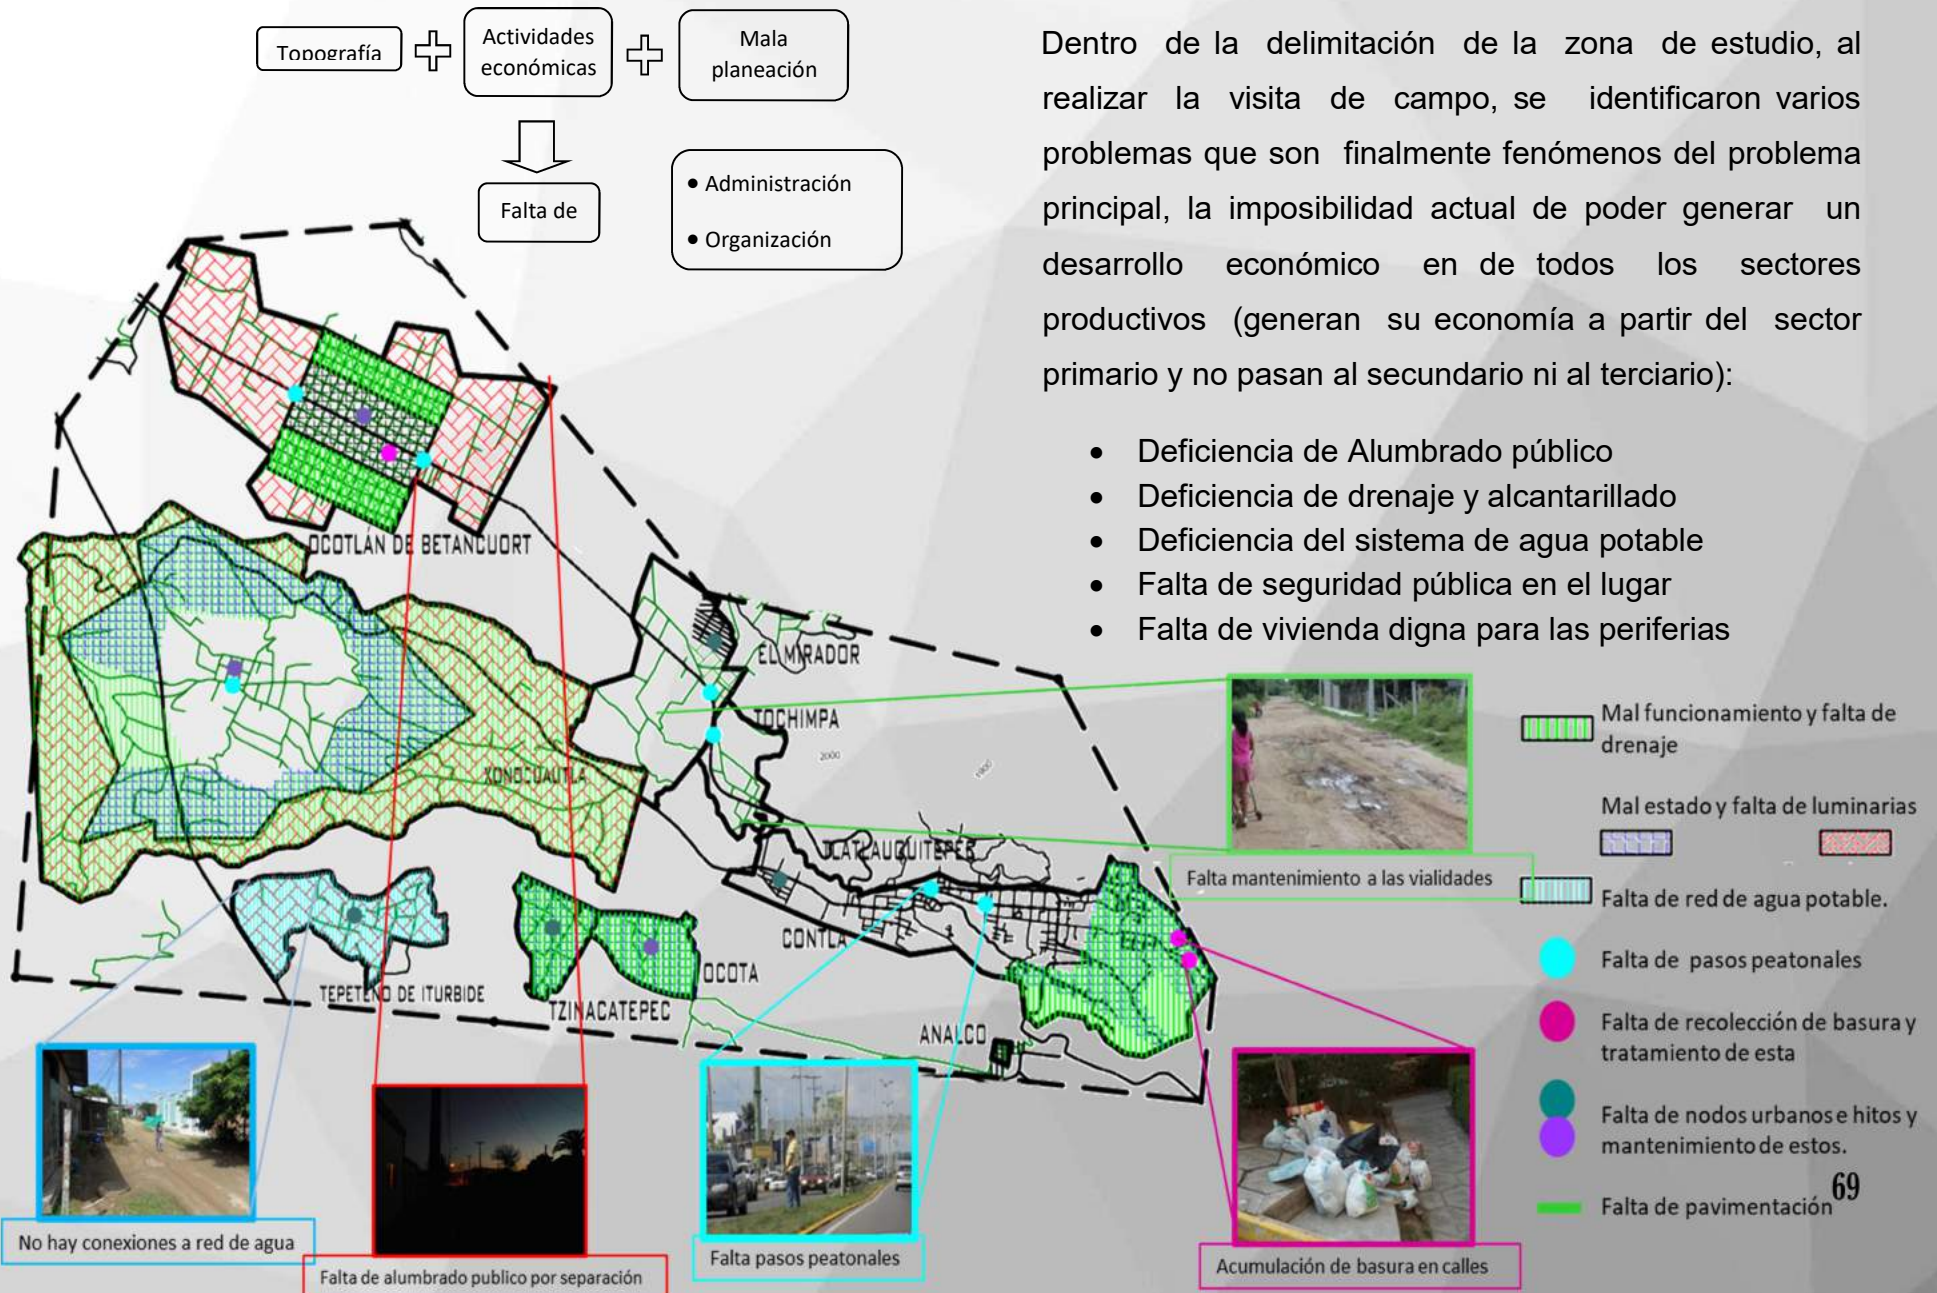 Topografía
Actividades
económicas
Mala
planeación
Falta de
• Administración
• Organización
Dentro de la delimitación de la zona de estudio, al
realizar la visita de campo, se identificaron varios
problemas que son finalmente fenómenos del problema
principal, la imposibilidad actual de poder generar un
desarrollo económico en de todos los sectores
productivos (generan su economía a partir del sector
primario y no pasan al secundario ni al terciario):
• Deficiencia de Alumbrado público
• Deficiencia de drenaje y alcantarillado
• Deficiencia del sistema de agua potable
• Falta de seguridad pública en el lugar
• Falta de vivienda digna para las periferias
OCOTLÁN DE BETANCUORT
EL MIRADOR
TOCHIMPA
2000
1900
XONOCUAUTLA
TLATLAUQUITEPEC
CONTLA
OCOTA
TEPETENO DE ITURBIDE
TZINACATEPEC
ANALCO
Mal funcionamiento y falta de
drenaje
Mal estado y falta de luminarias
Falta de red de agua potable.
Falta de pasos peatonales
Falta de recolección de basura y
tratamiento de esta
Falta de nodos urbanos e hitos y
mantenimiento de estos.
Falta de pavimentación
69
Falta mantenimiento a las vialidades
No hay conexiones a red de agua
Falta de alumbrado publico por separación
Falta pasos peatonales
Acumulación de basura en calles